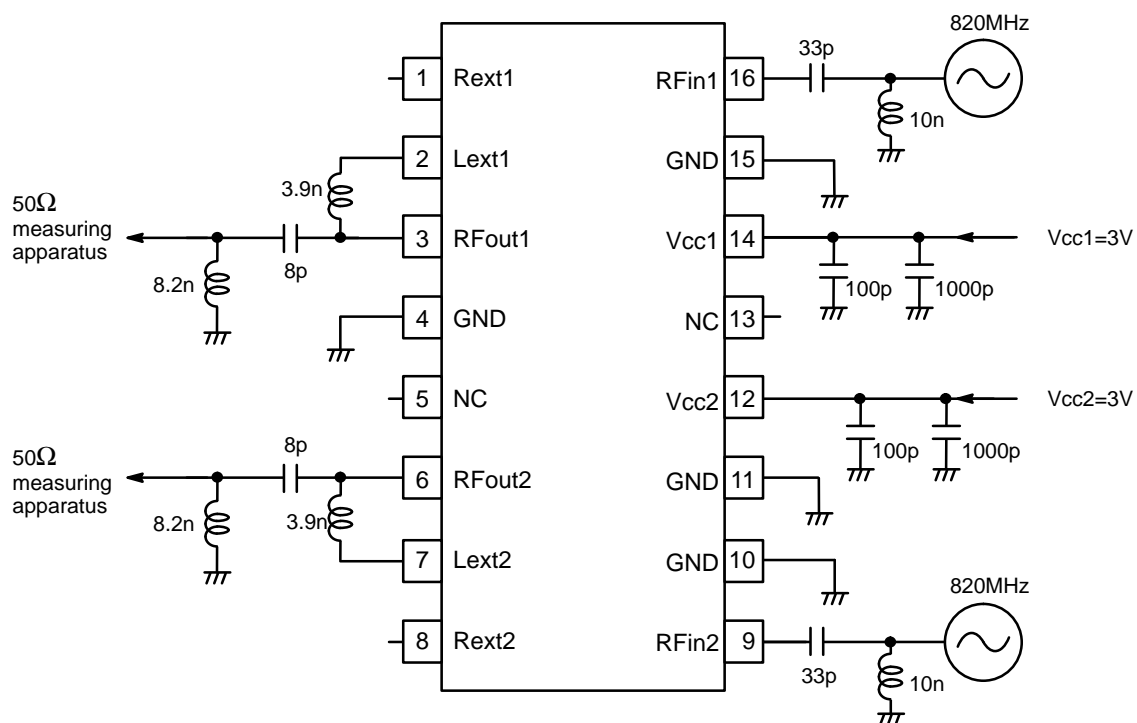 820MHz
33p
1 Rext1
RFin1 16
10n
2 Lext1
GND 15
3.9n
50Ω
measuring
apparatus
3 RFout1
Vcc1 14
Vcc1=3V
8p
8.2n
100p
1000p
4 GND
NC 13
5 NC
Vcc2 12
Vcc2=3V
8p
100p
1000p
50Ω
measuring
apparatus
6 RFout2
GND 11
8.2n
3.9n
7 Lext2
GND 10
820MHz
8 Rext2
RFin2 9
33p
10n